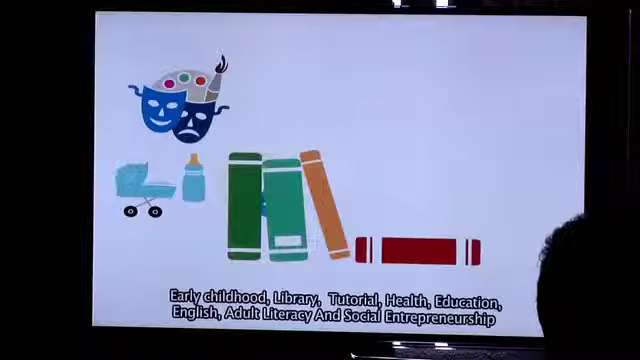 Early childhood, Library, Tutorial, Health, Education,
English, Adult Literacy And Social Entrepreneurship